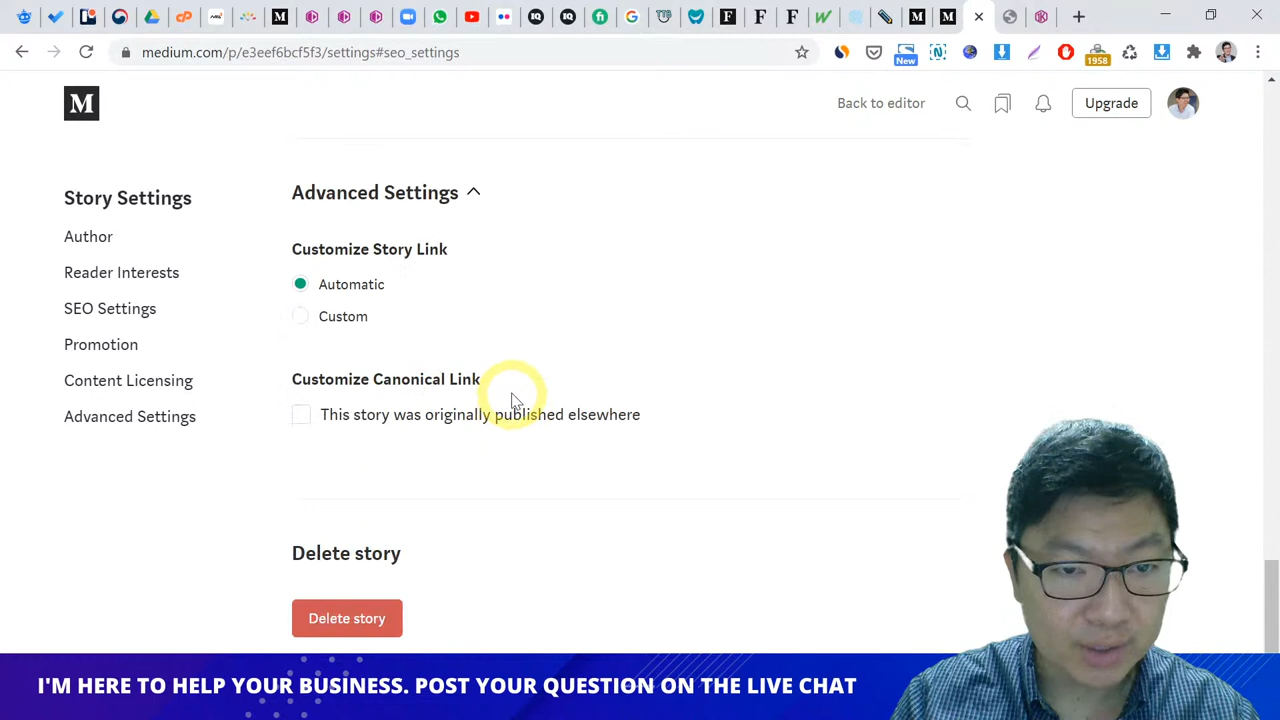 medium.com/p/e3eef6bcf5f3/settings#seo_settings
New
1958
M
Back to editor
Upgrade
Story Settings
Author
Reader Interests
SEO Settings
Promotion
Content Licensing
Advanced Settings
Advanced Settings
Customize Story Link
Automatic
Custom
Customize Canonical Link
This story was originally published elsewhere
Delete story
Delete story
I'M HERE TO HELP YOUR BUSINESS. POST YOUR QUESTION ON THE LIVE CHAT